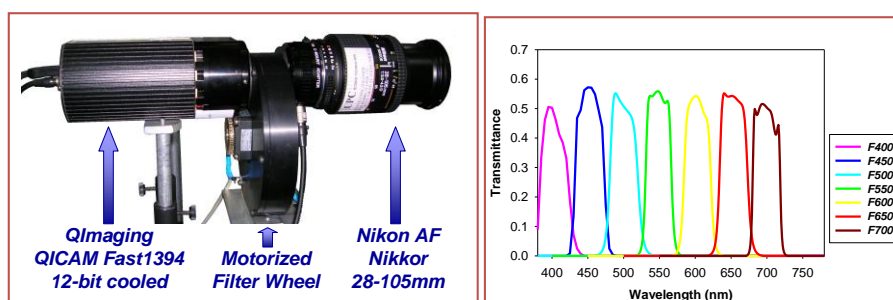 QImaging
QICAM Fast1394
12-bit cooled
Motorized
Filter Wheel
Nikon AF
Nikkor
28-105mm
0.7
0.6
0.5
0.4
0.3
0.2
0.1
0.0
Transmittance
400 450 500 550 600 650 700 750
Wavelength (nm)
F400
F450
F500
F550
F600
F650
F700